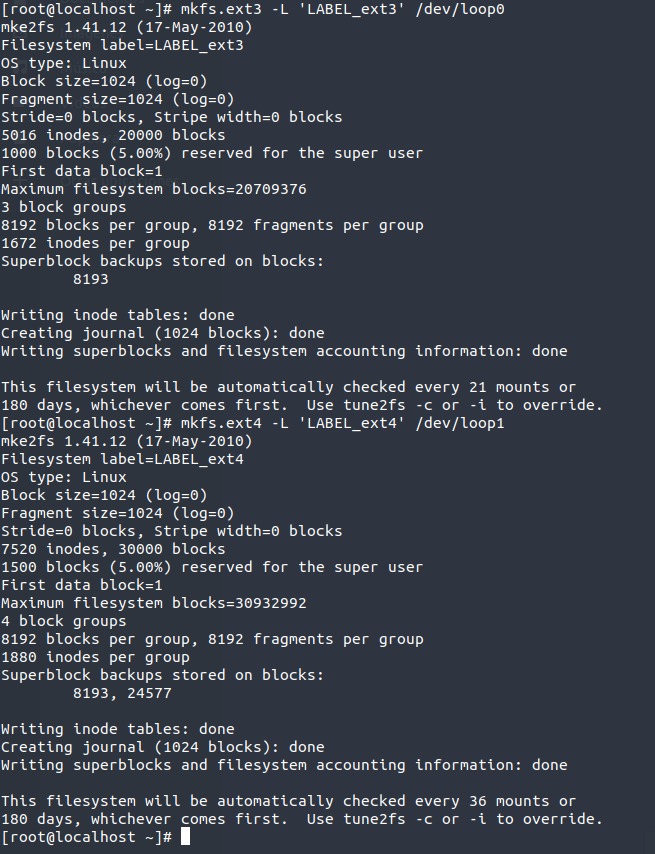 [root@localhost ~]# mkfs.ext3 -L 'LABEL_ext3' /dev/loop0
mke2fs 1.41.12 (17-May-2010)
Filesystem label=LABEL_ext3
OS type: Linux
Block size=1024 (log=0)
Fragment size=1024 (log=0)
Stride=0 blocks, Stripe width=0 blocks
5016 inodes, 20000 blocks
1000 blocks (5.00%) reserved for the super user
First data block=1
Maximum filesystem blocks=20709376
3 block groups
8192 blocks per group, 8192 fragments per group
1672 inodes per group
Superblock backups stored on blocks:
        8193

Writing inode tables: done
Creating journal (1024 blocks): done
Writing superblocks and filesystem accounting information: done

This filesystem will be automatically checked every 21 mounts or
180 days, whichever comes first.  Use tune2fs -c or -i to override.
[root@localhost ~]# mkfs.ext4 -L 'LABEL_ext4' /dev/loop1
mke2fs 1.41.12 (17-May-2010)
Filesystem label=LABEL_ext4
OS type: Linux
Block size=1024 (log=0)
Fragment size=1024 (log=0)
Stride=0 blocks, Stripe width=0 blocks
7520 inodes, 30000 blocks
1500 blocks (5.00%) reserved for the super user
First data block=1
Maximum filesystem blocks=30932992
4 block groups
8192 blocks per group, 8192 fragments per group
1880 inodes per group
Superblock backups stored on blocks:
        8193, 24577

Writing inode tables: done
Creating journal (1024 blocks): done
Writing superblocks and filesystem accounting information: done

This filesystem will be automatically checked every 36 mounts or
180 days, whichever comes first.  Use tune2fs -c or -i to override.
[root@localhost ~]#